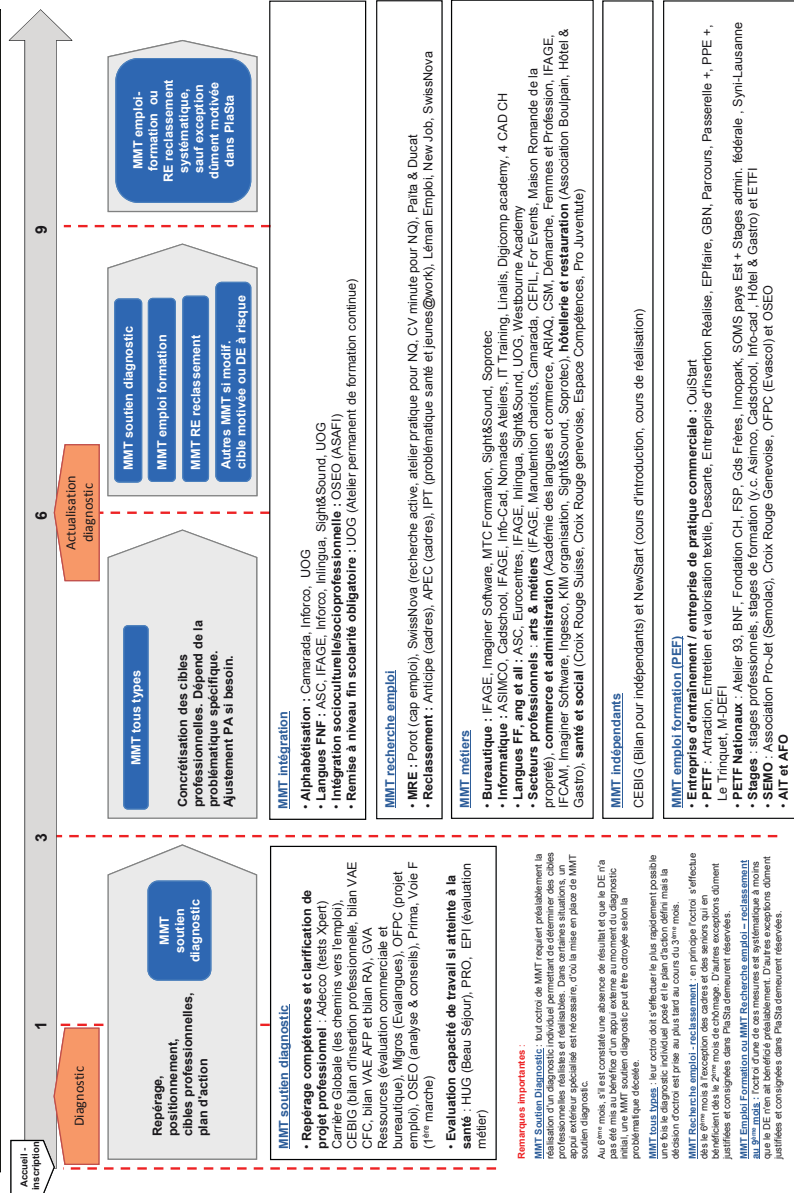 Accueil -
inscription
1
3
6
9
Diagnostic
Actualisation
diagnostic
Repérage,
positionnement,
cibles professionnelles,
plan d'action
MMT
soutien
diagnostic
MMT tous types
Concrétisation des cibles
professionnelles. Dépend de la
problématique spécifique.
Ajustement PA si besoin.
MMT soutien diagnostic
MMT emploi formation
MMT RE reclassement
Autres MMT si modif.
cible motivée ou DE à risque
MMT emploi-
formation ou
RE reclassement
systématique,
sauf exception
dûment motivée
dans PlaSta
MMT soutien diagnostic
• Repérage compétences et clarification de
projet professionnel : Adecco (tests Xpert)
Carrière Globale (les chemins vers l'emploi),
CEBIG (bilan d'insertion professionnelle, bilan VAE
CFC, bilan VAE AFP et bilan RA), GVA
Ressources (évaluation commerciale et
bureautique), Migros (Evalangues), OFPC (projet
emploi), OSEO (analyse & conseils), Prima, Voie F
(1ère marche)
• Evaluation capacité de travail si atteinte à la
santé : HUG (Beau Séjour), PRO, EPI (évaluation
métier)
Remarques importantes :
MMT Soutien Diagnostic : tout octroi de MMT requiert préalablement la
réalisation d'un diagnostic individuel permettant de déterminer des cibles
professionnelles réalistes et réalisables. Dans certaines situations, un
appui extérieur spécialisé est nécessaire, d'où la mise en place de MMT
soutien diagnostic.
Au 6ème mois, s'il est constaté une absence de résultat et que le DE n'a
pas été mis au bénéfice d'un appui externe au moment du diagnostic
initial, une MMT soutien diagnostic peut être octroyée selon la
problématique décelée.
MMT tous types : leur octroi doit s'effectuer le plus rapidement possible
une fois le diagnostic individuel posé et le plan d'action défini mais la
décision d'octroi est prise au plus tard au cours du 3ème mois.
MMT Recherche emploi - reclassement : en principe l'octroi s'effectue
dès le 6ème mois à l'exception des cadres et des seniors qui en
bénéficient dès le 2ème mois de chômage. D'autres exceptions dûment
justifiées et consignées dans PlaSta demeurent réservées.
MMT Emploi Formation ou MMT Recherche emploi – reclassement
au 9ème mois : l'octroi d'une de ces mesures est systématique à moins
que le DE n'en ait bénéficié préalablement. D'autres exceptions dûment
justifiées et consignées dans PlaSta demeurent réservées.
MMT intégration
• Alphabétisation : Camarada, Inforco, UOG
• Langues FNF : ASC, IFAGE, Inforco, Inlingua, Sight&Sound, UOG
• Intégration socioculturelle/socioprofessionnelle : OSEO (ASAFI)
• Remise à niveau fin scolarité obligatoire : UOG (Atelier permanent de formation continue)
MMT recherche emploi
• MRE : Porot (cap emploi), SwissNova (recherche active, atelier pratique pour NQ, CV minute pour NQ), Païta & Ducat
• Reclassement : Anticipe (cadres), APEC (cadres), IPT (problématique santé et jeunes@work), Léman Emploi, New Job, SwissNova
MMT métiers
• Bureautique : IFAGE, Imaginer Software, MTC Formation, Sight&Sound, Soprotec
• Informatique : ASIMCO, Cadschool, IFAGE, Info-Cad, Nomades Ateliers, IT Training, Linalis, Digicomp academy, 4 CAD CH
• Langues FF, ang et all : ASC, Eurocentres, IFAGE, Inlingua, Sight&Sound, UOG, Westbourne Academy
• Secteurs professionnels : arts & métiers (IFAGE, Manutention chariots, Camarada, CEFIL, For Events, Maison Romande de la
propreté), commerce et administration (Académie des langues et commerce, ARIAQ, CSM, Démarche, Femmes et Profession, IFAGE,
IFCAM, Imaginer Software, Ingesco, KIM organisation, Sight&Sound, Soprotec), hôtellerie et restauration (Association Boulpain, Hôtel &
Gastro), santé et social (Croix Rouge Suisse, Croix Rouge genevoise, Espace Compétences, Pro Juventute)
MMT indépendants
CEBIG (Bilan pour indépendants) et NewStart (cours d'introduction, cours de réalisation)
MMT emploi formation (PEF)
• Entreprise d'entraînement / entreprise de pratique commerciale : OuiStart
• PETF : Artraction, Entretien et valorisation textile, Descarte, Entreprise d'insertion Réalise, EPIfaire, GBN, Parcours, Passerelle +, PPE +,
Le Trinquet, M-DEFI
• PETF Nationaux : Atelier 93, BNF, Fondation CH, FSP, Gds Frères, Innopark, SOMS pays Est + Stages admin. fédérale , Syni-Lausanne
• Stages : stages professionnels, stages de formation (y.c. Asimco, Cadschool, Info-cad , Hôtel & Gastro) et ETFI
• SEMO : Association Pro-Jet (Semolac), Croix Rouge Genevoise, OFPC (Evascol) et OSEO
• AIT et AFO